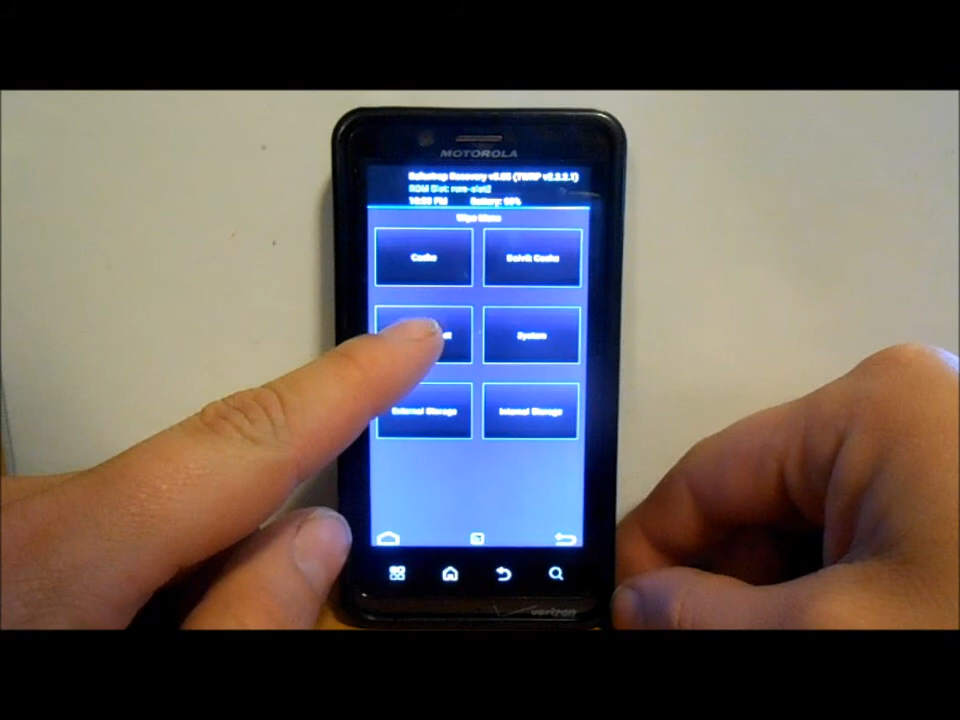 MOTOROLA
Safestrap Recovery v3.05 (TWRP v2.2.2.1)
ROM Slot: rom-slot2
Battery:
Wipe Menu
Cache
Dalvik Cache
System
External Storage
Internal Storage
verizon